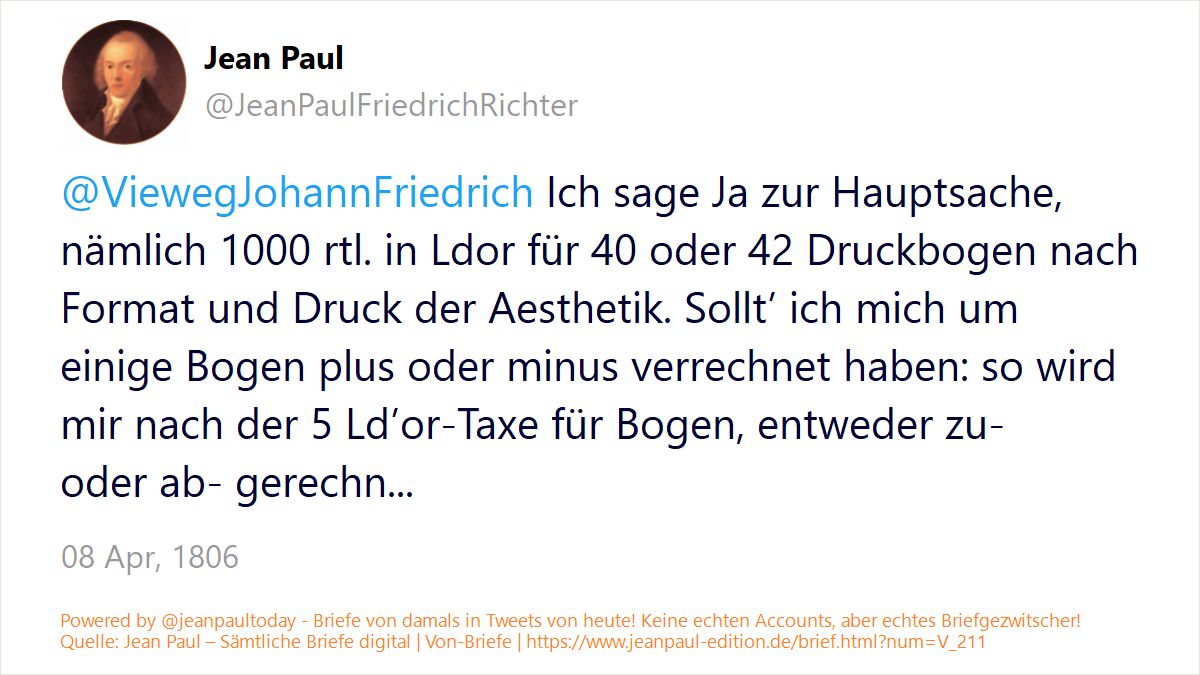 Jean Paul
@JeanPaulFriedrichRichter
@ViewegJohannFriedrich Ich sage Ja zur Hauptsache,
nämlich 1000 rtl. in Ldor für 40 oder 42 Druckbogen nach
Format und Druck der Aesthetik. Sollt’ ich mich um
einige Bogen plus oder minus verrechnet haben: so wird
mir nach der 5 Ld’or-Taxe für Bogen, entweder zu-
oder ab- gerechn...
08 Apr, 1806
Powered by @jeanpaultoday - Briefe von damals in Tweets von heute! Keine echten Accounts, aber echtes Briefgezwitscher!
Quelle: Jean Paul – Sämtliche Briefe digital | Von-Briefe | https://www.jeanpaul-edition.de/brief.html?num=V_211